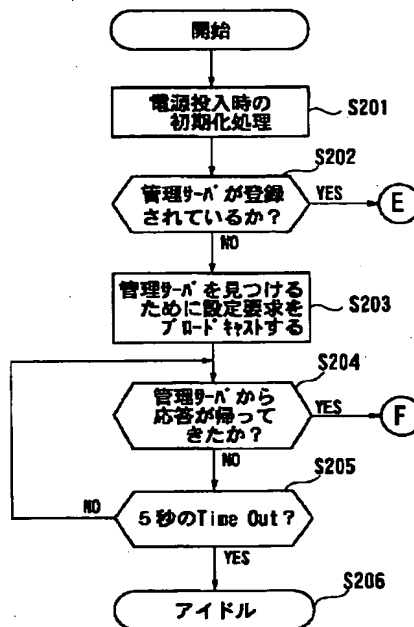 開始
電源投入時の
初期化処理
S201
S202
管理ｻｰﾊﾞが登録
されているか？
YES
E
NO
管理ｻｰﾊﾞを見つける
ために設定要求を
ﾌﾞﾛｰﾄﾞｷｬｽﾄする
S203
S204
管理ｻｰﾊﾞから
応答が帰って
きたか？
YES
F
NO
S205
NO
５秒のTime Out？
YES
S206
アイドル